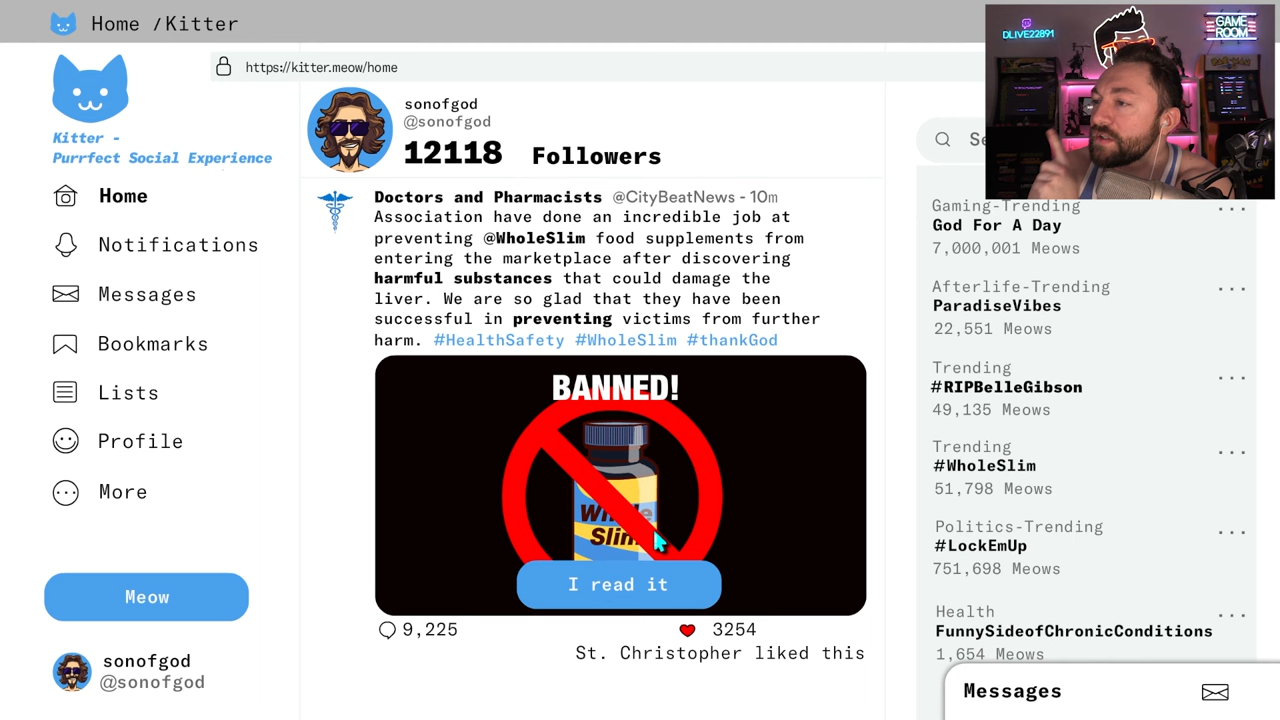 Home /Kitter
https://kitter.meow/home
Kitter -
Purrfect Social Experience
Home
Notifications
Messages
Bookmarks
Lists
Profile
More
Meow
sonofgod
@sonofgod
sonofgod
@sonofgod
12118 Followers
Doctors and Pharmacists @CityBeatNews - 10m
Association have done an incredible job at
preventing @WholeSlim food supplements from
entering the marketplace after discovering
harmful substances that could damage the
liver. We are so glad that they have been
successful in preventing victims from further
harm. #HealthSafety #WholeSlim #thankGod
BANNED!
Whole
Slim
I read it
9,225
3254
St. Christopher liked this
DLIVE22891
GAME
ROOM
Gaming-Trending
God For A Day
7,000,001 Meows
Afterlife-Trending
ParadiseVibes
22,551 Meows
Trending
#RIPBelleGibson
49,135 Meows
Trending
#WholeSlim
51,798 Meows
Politics-Trending
#LockEmUp
751,698 Meows
Health
FunnySideofChronicConditions
1,654 Meows
Messages